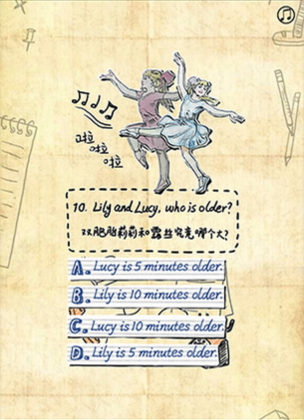 啦
啦
啦
10. Lily and Lucy, who is older?
双胞胎莉莉和露丝究竟哪个大?
A. Lucy is 5 minutes older.
B. Lily is 10 minutes older.
C. Lucy is 10 minutes older.
D. Lily is 5 minutes older.